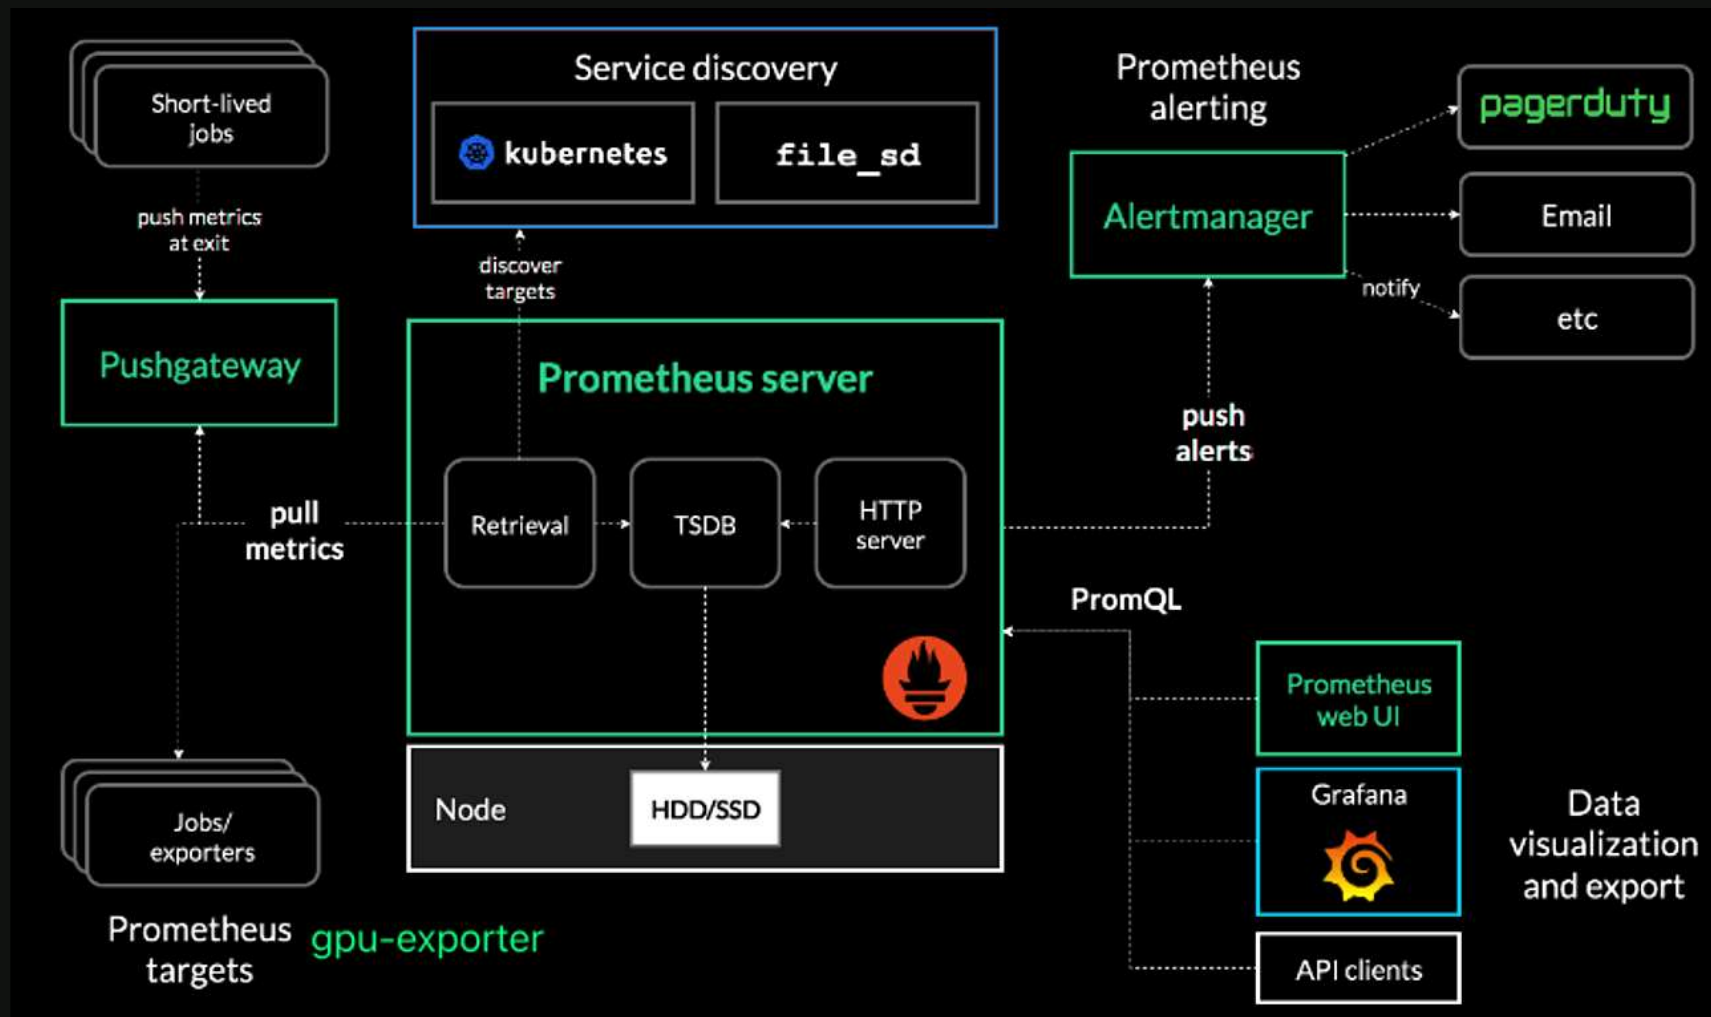 Short-lived
jobs
push metrics
at exit
Pushgateway
pull
metrics
Jobs/
exporters
Prometheus
targets
gpu-exporter
Service discovery
kubernetes
file_sd
discover
targets
Prometheus server
Retrieval
TSDB
HTTP
server
Node
HDD/SSD
Prometheus
alerting
Alertmanager
pagerduty
Email
etc
notify
push
alerts
PromQL
Prometheus
web UI
Grafana
API clients
Data
visualization
and export